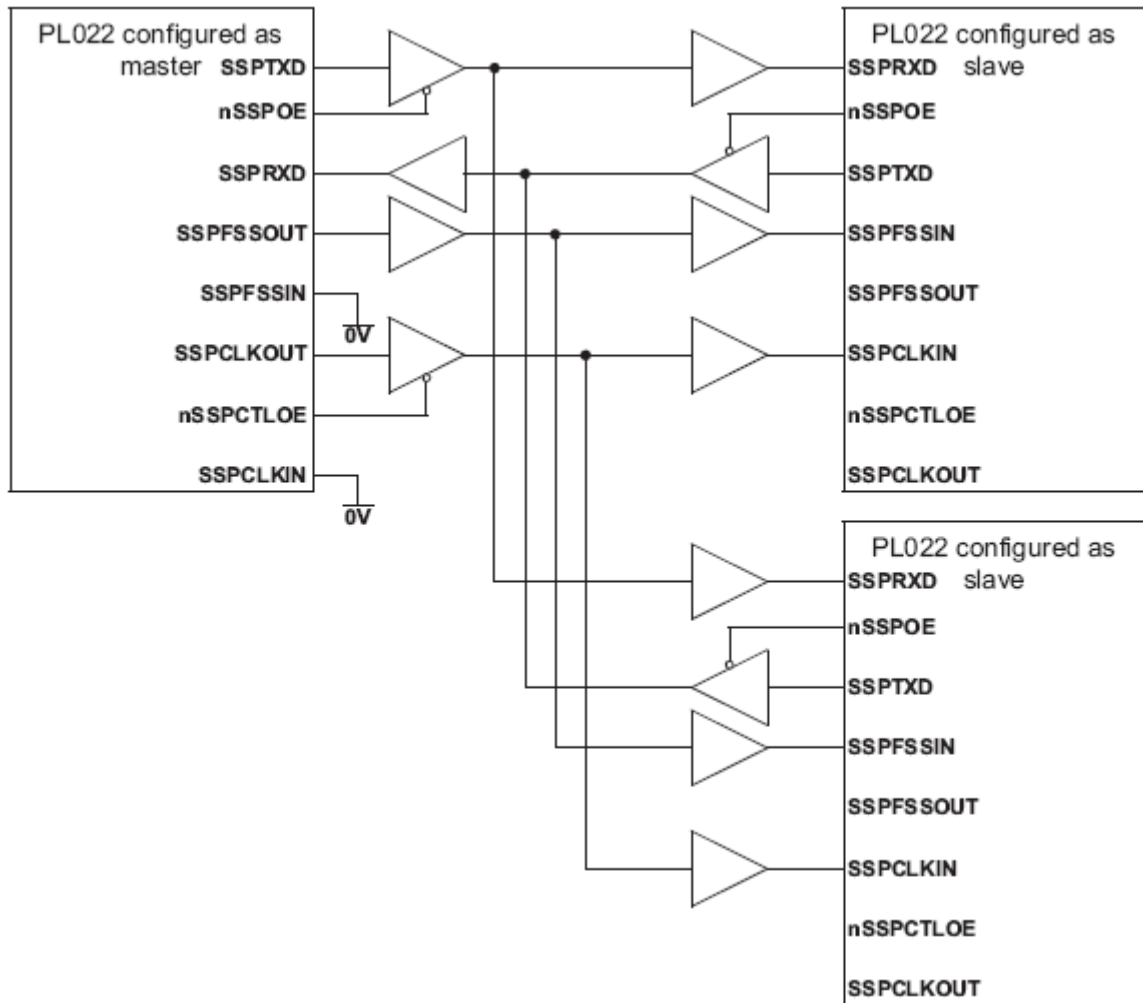 PL022 configured as
master SSPTXD
nSSPOE
SSPRXD
SSPFSSOUT
SSPFSSIN
0V
SSPCLKOUT
nSSPCTLOE
SSPCLKIN
0V
PL022 configured as
SSPRXD slave
nSSPOE
SSPTXD
SSPFSSIN
SSPFSSOUT
SSPCLKIN
nSSPCTLOE
SSPCLKOUT
PL022 configured as
SSPRXD slave
nSSPOE
SSPTXD
SSPFSSIN
SSPFSSOUT
SSPCLKIN
nSSPCTLOE
SSPCLKOUT